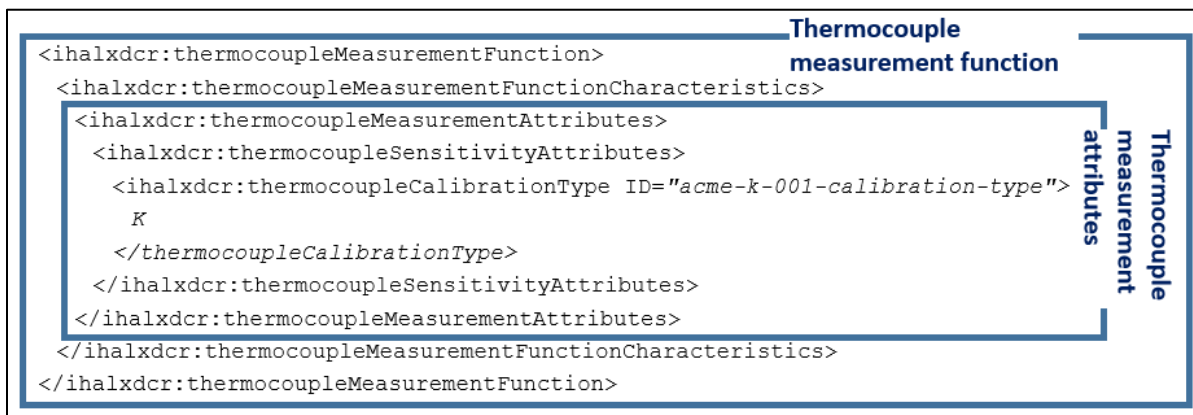 Thermocouple
measurement function
<ihalxdcr:thermocoupleMeasurementFunction>
<ihalxdcr:thermocoupleMeasurementFunctionCharacteristics>
<ihalxdcr:thermocoupleMeasurementAttributes>
<ihalxdcr:thermocoupleSensitivityAttributes>
<ihalxdcr:thermocoupleCalibrationType ID="acme-k-001-calibration-type">
K
</thermocoupleCalibrationType>
</ihalxdcr:thermocoupleSensitivityAttributes>
</ihalxdcr:thermocoupleMeasurementAttributes>
</ihalxdcr:thermocoupleMeasurementFunctionCharacteristics>
</ihalxdcr:thermocoupleMeasurementFunction>
Thermocouple
measurement
attributes